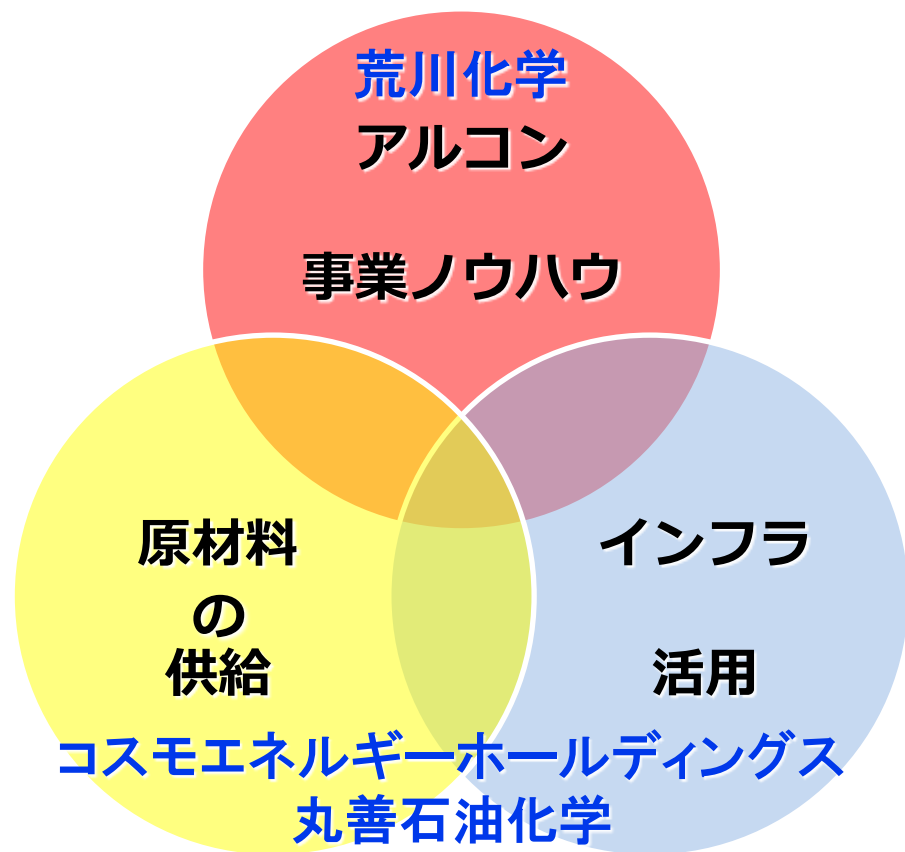 荒川化学
アルコン
事業ノウハウ
原材料
の
供給
インフラ
活用
コスモエネルギーホールディングス
丸善石油化学